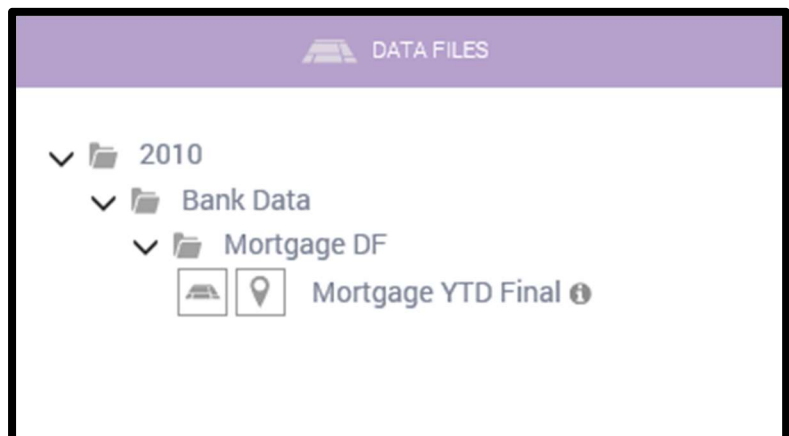 DATA FILES
2010
Bank Data
Mortgage DF
Mortgage YTD Final